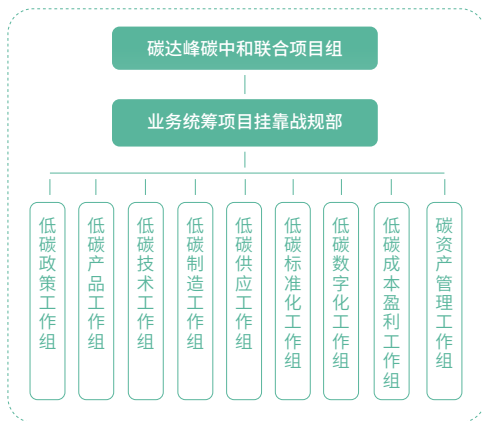 碳达峰碳中和联合项目组
业务统筹项目挂靠战规部
低碳政策工作组
低碳产品工作组
低碳技术工作组
低碳制造工作组
低碳供应工作组
低碳标准化工作组
低碳数字化工作组
低碳成本盈利工作组
碳资产管理工作组